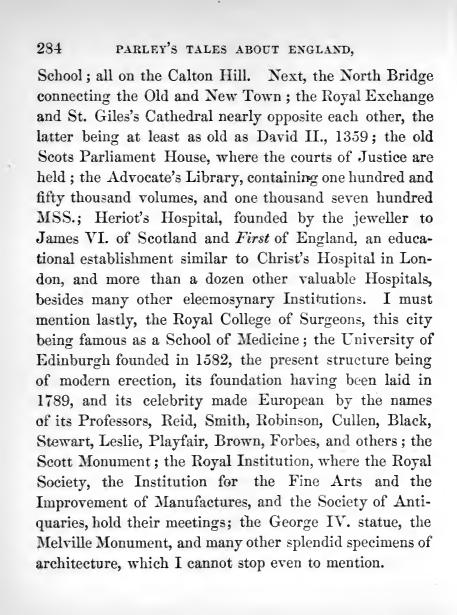 284 PARLEY'S TALES ABOUT ENGLAND,
School; all on the Calton Hill. Next, the North Bridge
connecting the Old and New Town; the Royal Exchange
and St. Giles's Cathedral nearly opposite each other, the
latter being at least as old as David II., 1359; the old
Scots Parliament House, where the courts of Justice are
held; the Advocate's Library, containing one hundred and
fifty thousand volumes, and one thousand seven hundred
MSS.; Heriot's Hospital, founded by the jeweller to
James VI. of Scotland and First of England, an educa-
tional establishment similar to Christ's Hospital in Lon-
don, and more than a dozen other valuable Hospitals,
besides many other eleemosynary Institutions. I must
mention lastly, the Royal College of Surgeons, this city
being famous as a School of Medicine; the University of
Edinburgh founded in 1582, the present structure being
of modern erection, its foundation having been laid in
1789, and its celebrity made European by the names
of its Professors, Reid, Smith, Robinson, Cullen, Black,
Stewart, Leslie, Playfair, Brown, Forbes, and others; the
Scott Monument; the Royal Institution, where the Royal
Society, the Institution for the Fine Arts and the
Improvement of Manufactures, and the Society of Anti-
quaries, hold their meetings; the George IV. statue, the
Melville Monument, and many other splendid specimens of
architecture, which I cannot stop even to mention.